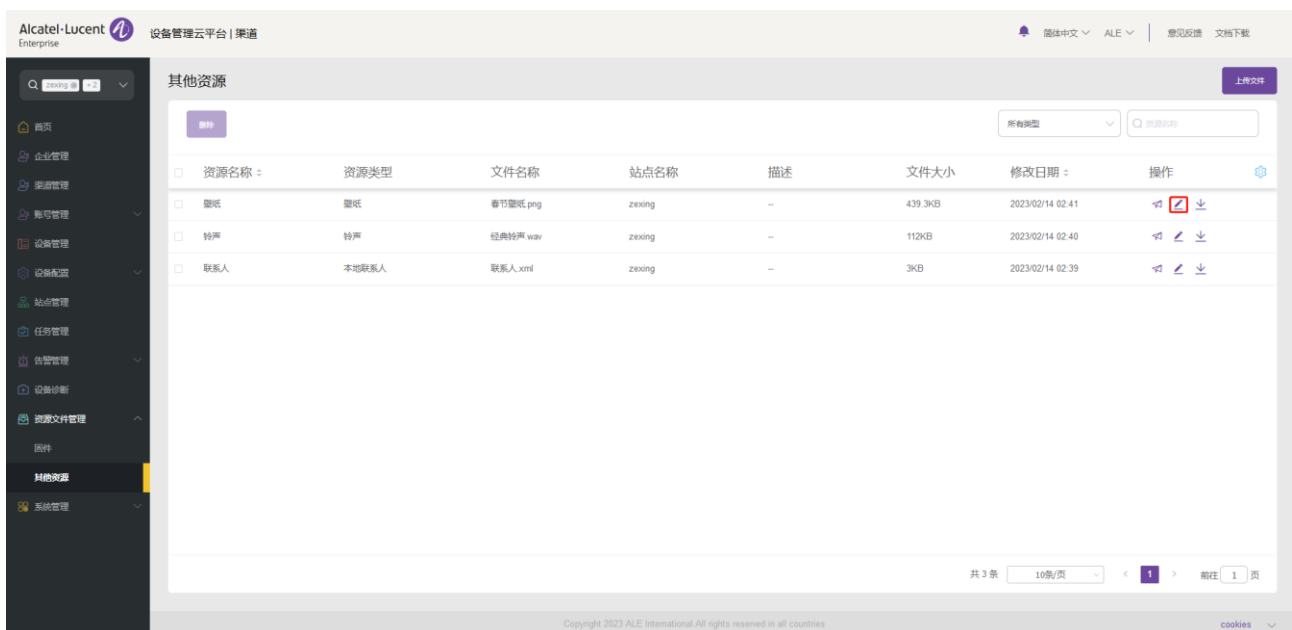 Alcatel·Lucent
Enterprise
设备管理云平台 | 渠道
简体中文 ALE 意见反馈 文档下载
zexing +2
首页
企业管理
渠道管理
账号管理
设备管理
设备配置
站点管理
任务管理
告警管理
设备诊断
资源文件管理
固件
其他资源
系统管理
其他资源
上传文件
删除
所有类型
资源名称
资源名称 资源类型 文件名称 站点名称 描述 文件大小 修改日期 操作
壁纸 壁纸 春节壁纸.png zexing -- 439.3KB 2023/02/14 02:41
铃声 铃声 经典铃声.wav zexing -- 112KB 2023/02/14 02:40
联系人 本地联系人 联系人.xml zexing -- 3KB 2023/02/14 02:39
共 3 条 10条/页 < 1 > 前往 1 页
Copyright 2023 ALE International.All rights reserved in all countries
cookies